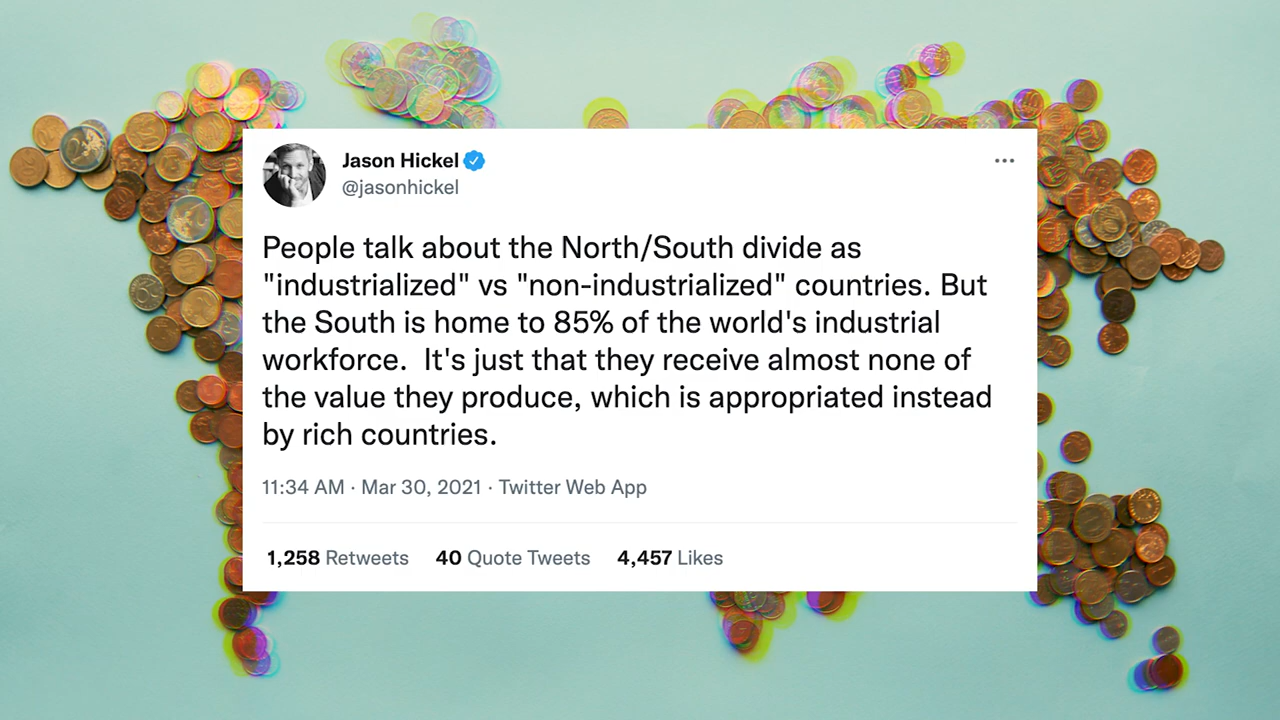 Jason Hickel
@jasonhickel
People talk about the North/South divide as
"industrialized" vs "non-industrialized" countries. But
the South is home to 85% of the world's industrial
workforce.  It's just that they receive almost none of
the value they produce, which is appropriated instead
by rich countries.
11:34 AM · Mar 30, 2021 · Twitter Web App
1,258 Retweets 40 Quote Tweets 4,457 Likes